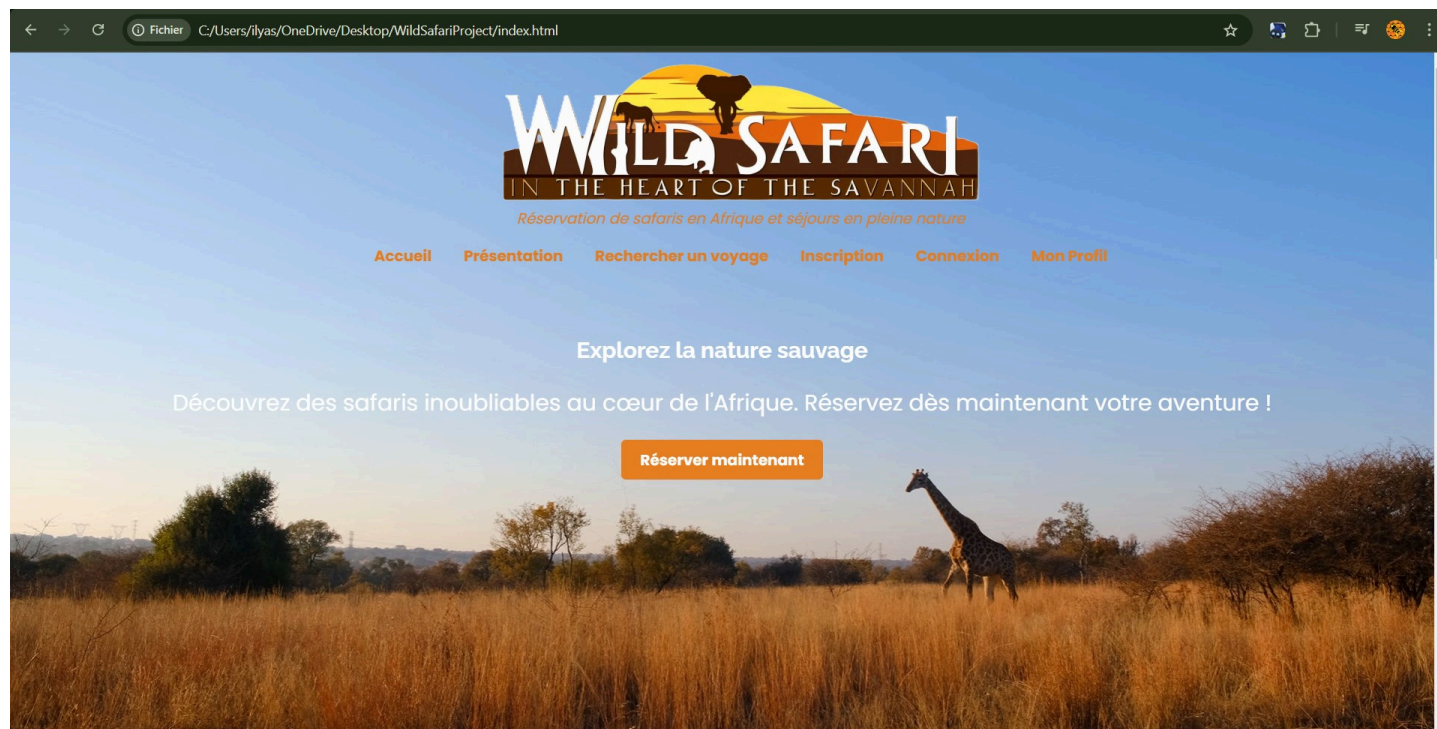 Fichier C:/Users/ilyas/OneDrive/Desktop/WildSafariProject/index.html
WILD SAFARI
IN THE HEART OF THE SAVANNAH
Réservation de safaris en Afrique et séjours en pleine nature
Accueil Présentation Rechercher un voyage Inscription Connexion Mon Profil
Explorez la nature sauvage
Découvrez des safaris inoubliables au cœur de l'Afrique. Réservez dès maintenant votre aventure !
Réserver maintenant